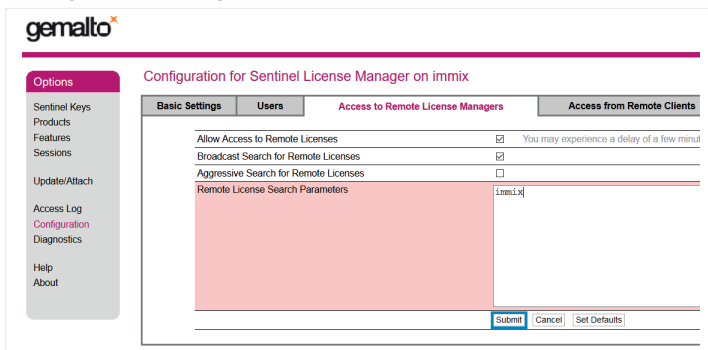 gemalto
Options
Sentinel Keys
Products
Features
Sessions
Update/Attach
Access Log
Configuration
Diagnostics
Help
About
Configuration for Sentinel License Manager on immix
Basic Settings Users Access to Remote License Managers Access from Remote Clients
Allow Access to Remote Licenses You may experience a delay of a few
Broadcast Search for Remote Licenses
Aggressive Search for Remote Licenses
Remote License Search Parameters immix
Submit Cancel Set Defaults